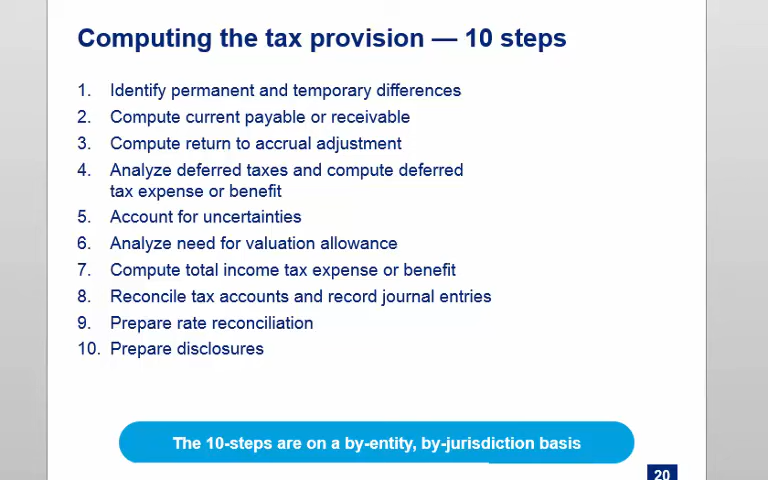 Computing the tax provision — 10 steps
1. Identify permanent and temporary differences
2. Compute current payable or receivable
3. Compute return to accrual adjustment
4. Analyze deferred taxes and compute deferred
tax expense or benefit
5. Account for uncertainties
6. Analyze need for valuation allowance
7. Compute total income tax expense or benefit
8. Reconcile tax accounts and record journal entries
9. Prepare rate reconciliation
10. Prepare disclosures
The 10-steps are on a by-entity, by-jurisdiction basis
20